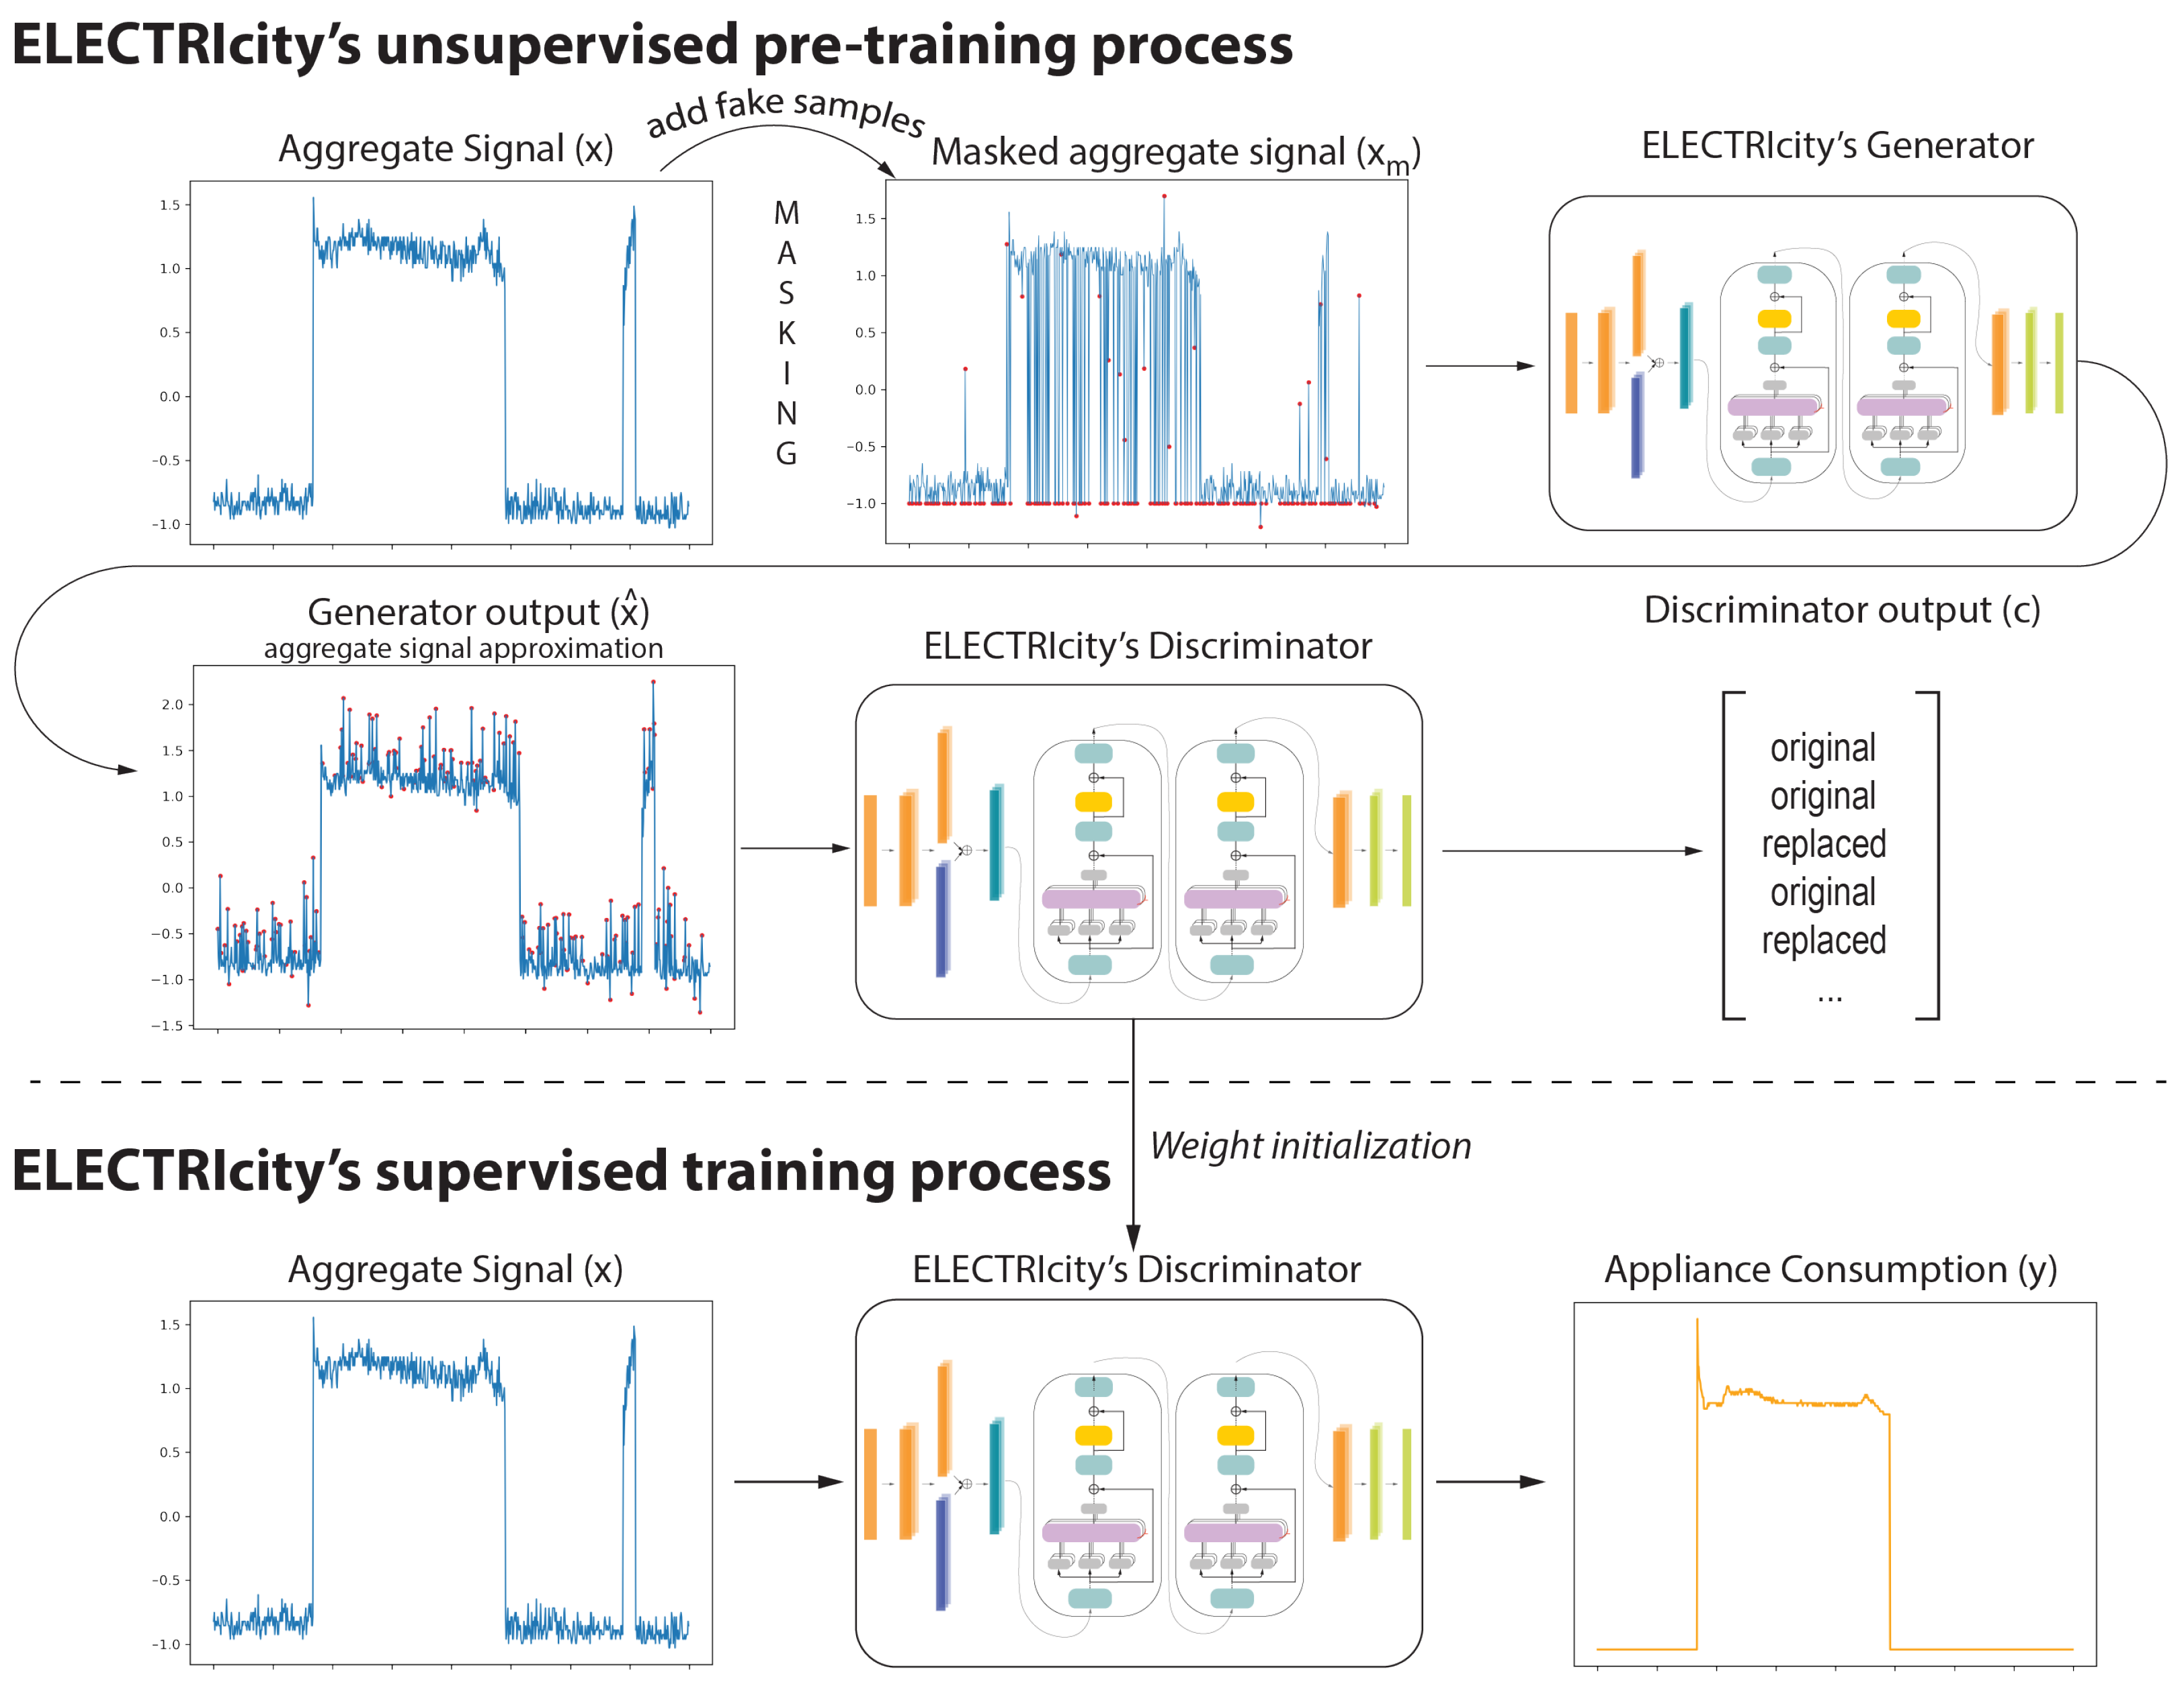 ELECTRIcity's unsupervised pre-training process
add fake samples
Aggregate Signal (x)
Masked aggregate signal (xm)
ELECTRIcity's Generator
1.5
1.0
0.5
0.0
−0.5
−1.0
MASKING
1.5
1.0
0.5
0.0
−0.5
−1.0
Generator output (x̂)
aggregate signal approximation
ELECTRIcity's Discriminator
Discriminator output (c)
2.0
1.5
1.0
0.5
0.0
−0.5
−1.0
−1.5
original
original
replaced
original
replaced
...
Weight initialization
ELECTRIcity's supervised training process
Aggregate Signal (x)
ELECTRIcity's Discriminator
Appliance Consumption (y)
1.5
1.0
0.5
0.0
−0.5
−1.0